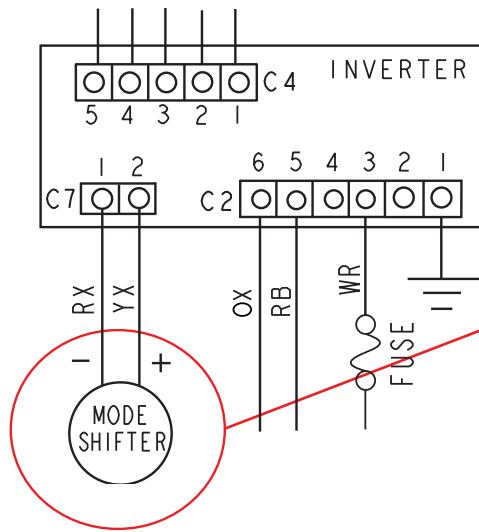 INVERTER
C4
5 4 3 2 1
1 2
6 5 4 3 2 1
C7
C2
RX
YX
OX
RB
WR
FUSE
- +
MODE
SHIFTER